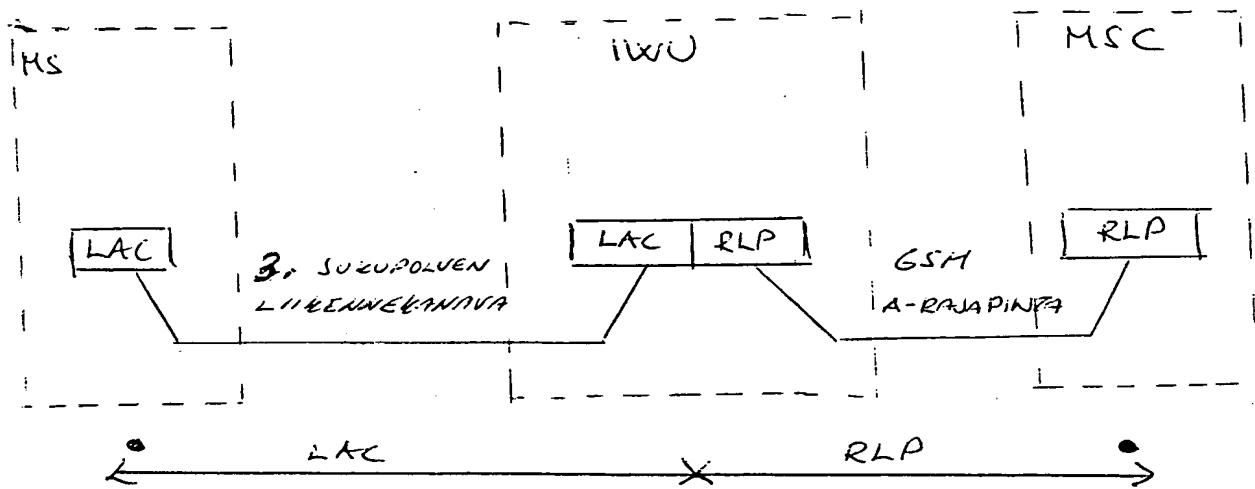 MS
IWU
MSC
LAC
LAC RLP
RLP
3. SUKUPOLVEN
LIIKENNEKANAVA
GSM
A-RAJAPINTA
LAC
RLP